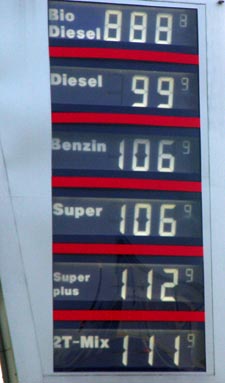 Bio
Diesel 888 8
Diesel 99 9
Benzin 106 9
Super 106 9
Super
plus 112 9
2T-Mix 111 9